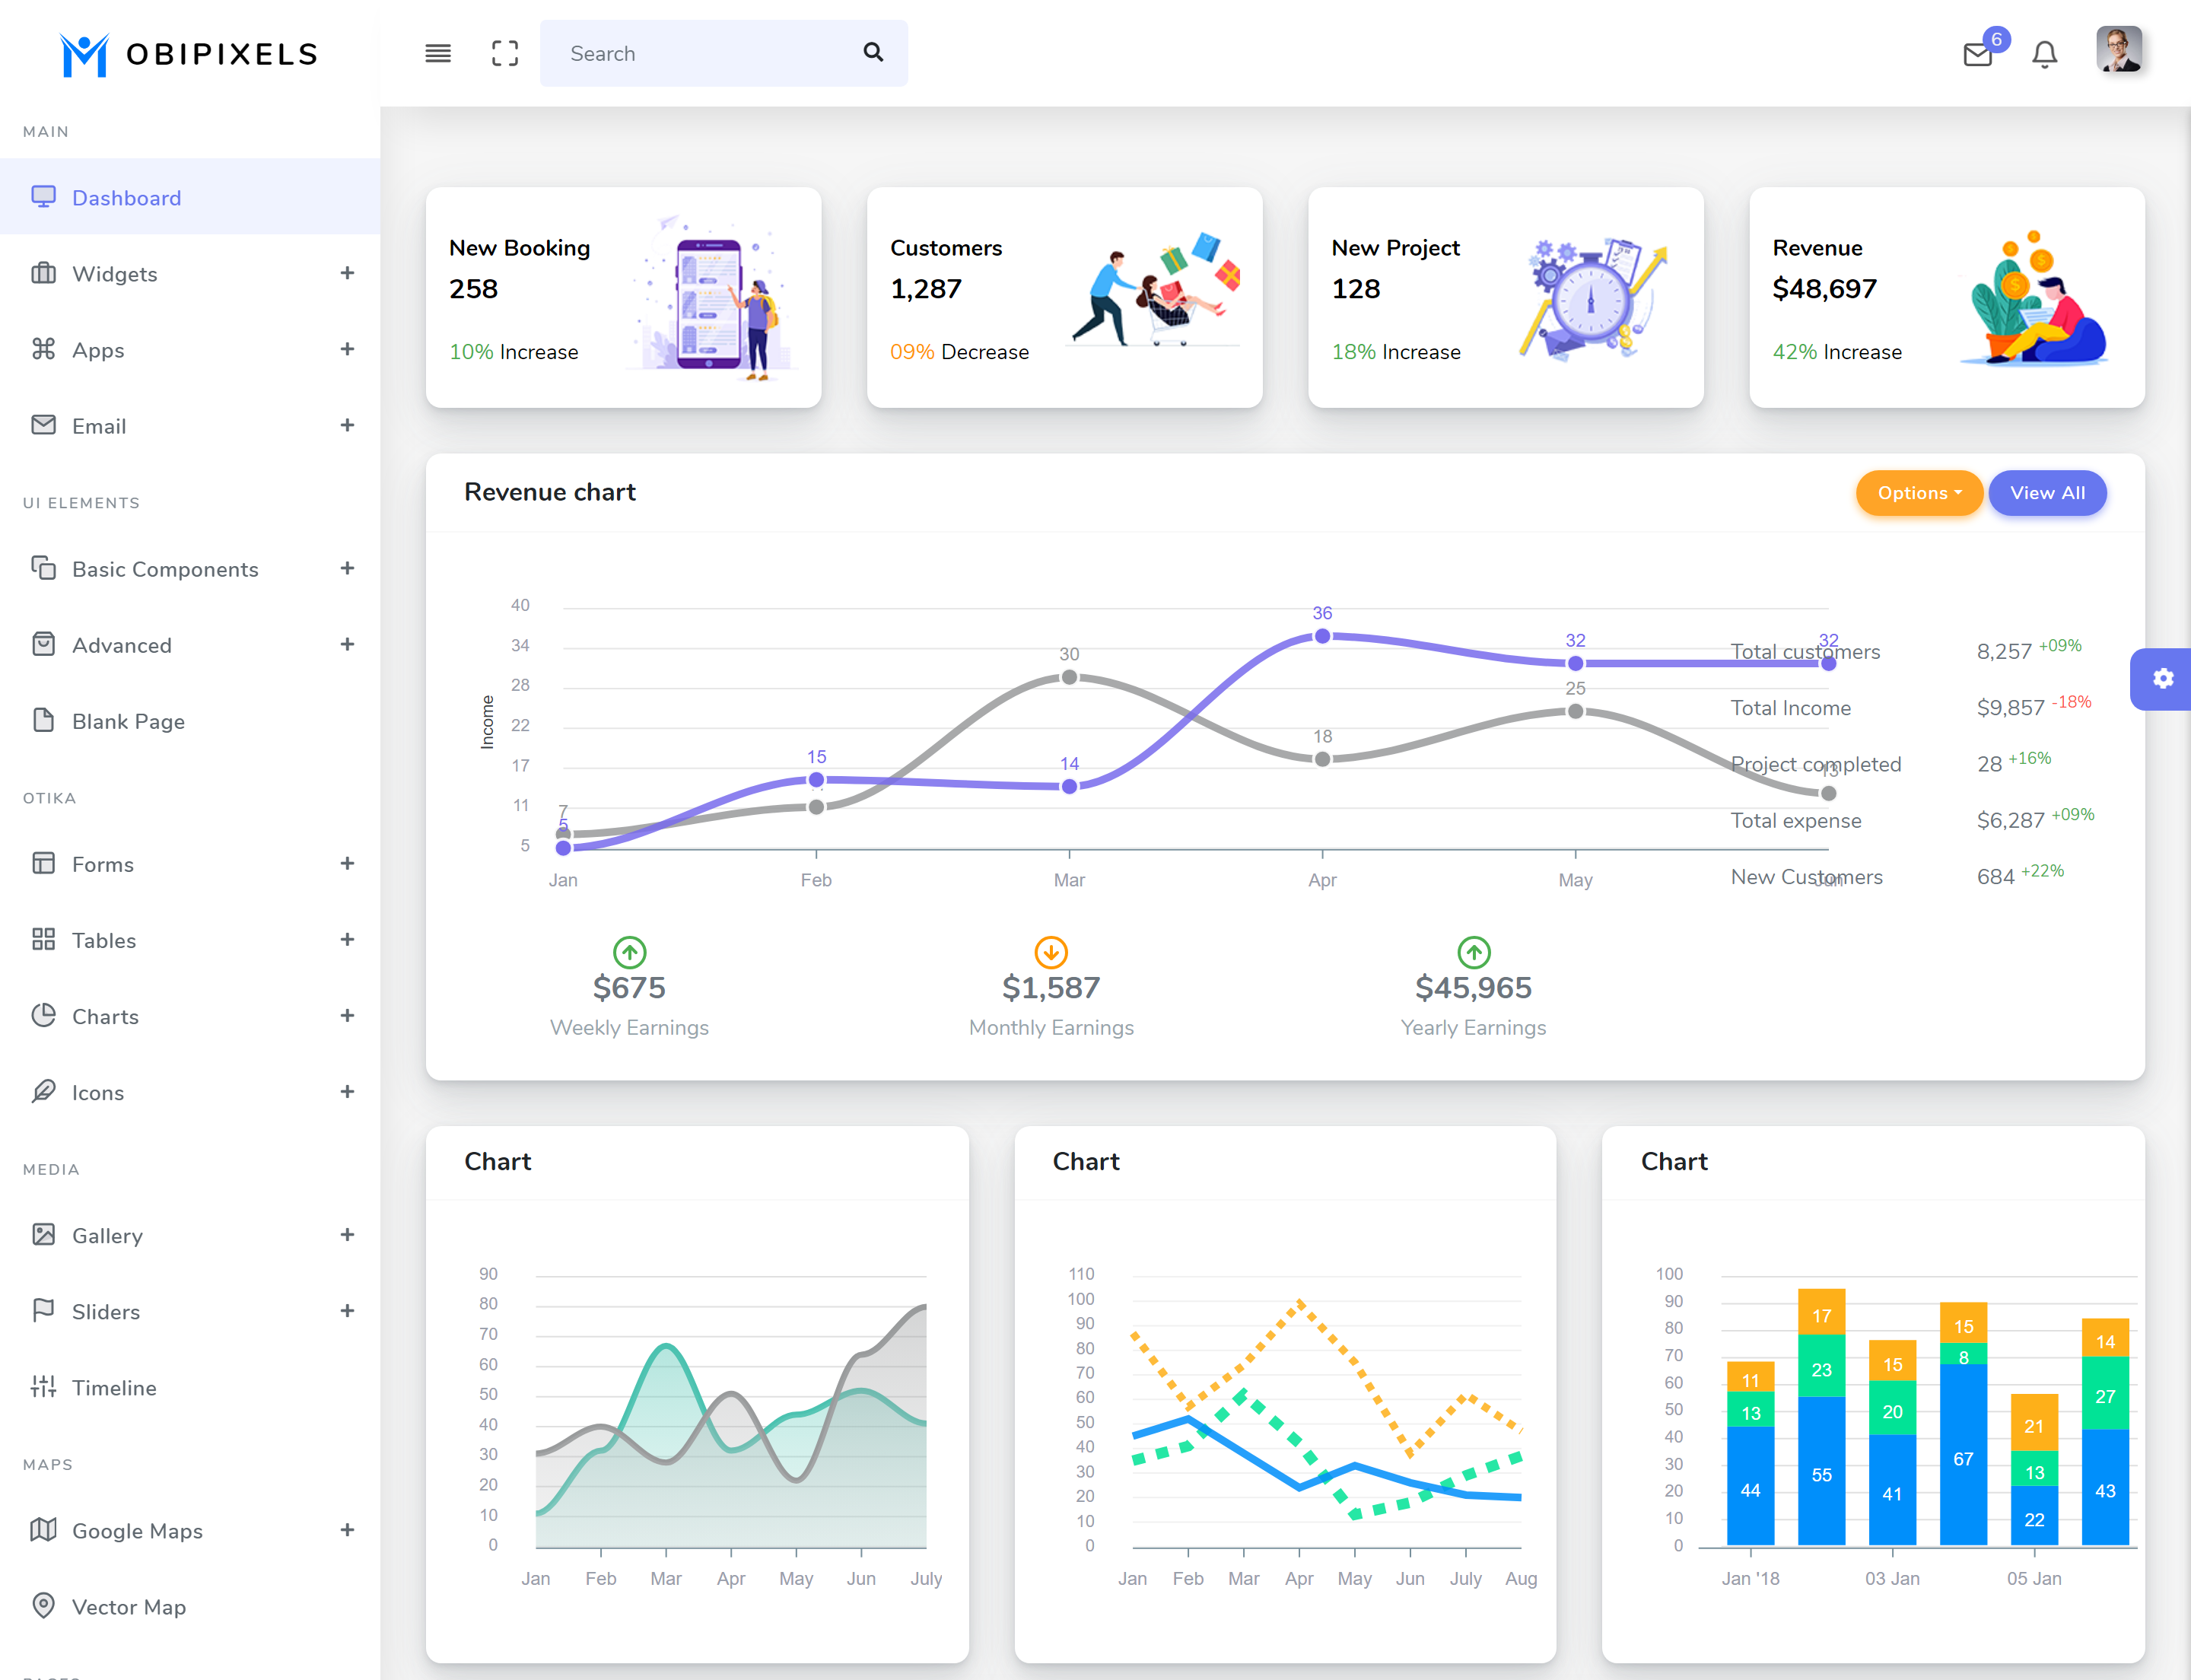 OBIPIXELS
Search
6
MAIN
Dashboard
Widgets
Apps
Email
UI ELEMENTS
Basic Components
Advanced
Blank Page
OTIKA
Forms
Tables
Charts
Icons
MEDIA
Gallery
Sliders
Timeline
MAPS
Google Maps
Vector Map
New Booking
258
10% Increase
Customers
1,287
09% Decrease
New Project
128
18% Increase
Revenue
$48,697
42% Increase
Revenue chart
Options
View All
40
34
28
22
17
11
5
Income
7
5
15
30
14
36
18
32
25
32
13
Jan Feb Mar Apr May Jun
Total customers 8,257 +09%
Total Income $9,857 -18%
Project completed 28 +16%
Total expense $6,287 +09%
New Customers 684 +22%
$675
Weekly Earnings
$1,587
Monthly Earnings
$45,965
Yearly Earnings
Chart
90
80
70
60
50
40
30
20
10
0
Jan Feb Mar Apr May Jun July
Chart
110
100
90
80
70
60
50
40
30
20
10
0
Jan Feb Mar Apr May Jun July Aug
Chart
100
90
80
70
60
50
40
30
20
10
0
11
13
44
17
23
55
15
20
41
15
8
67
21
13
22
14
27
43
Jan '18 03 Jan 05 Jan